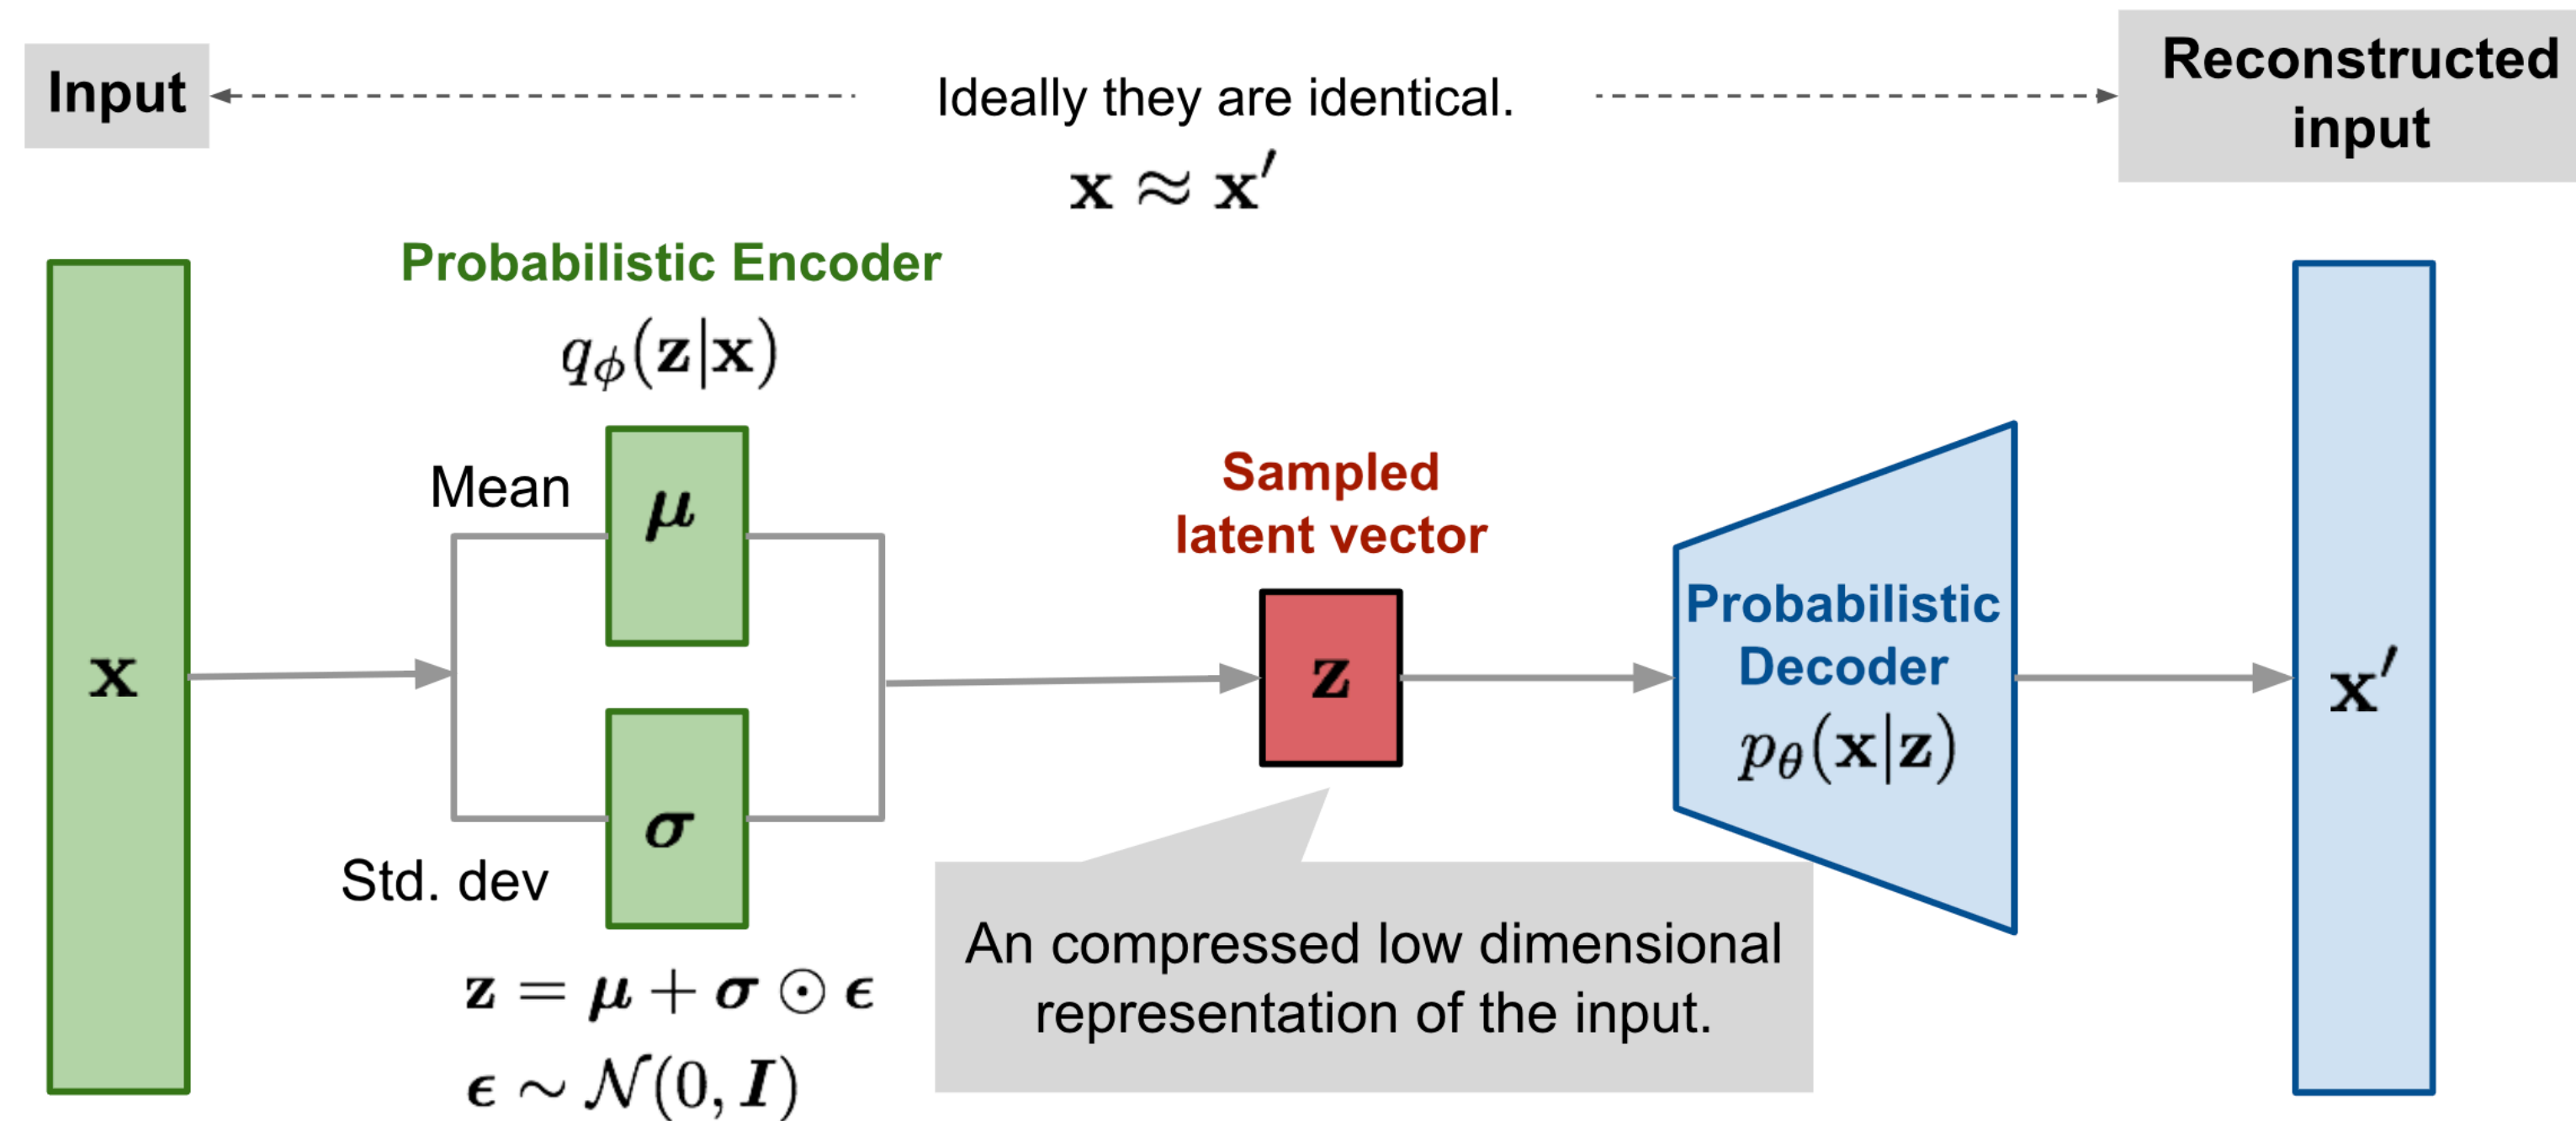 Input
Ideally they are identical.
Reconstructed
input
x ≈ x′
Probabilistic Encoder
q_ϕ(z|x)
Mean
μ
Sampled
latent vector
x
z
Probabilistic
Decoder
p_θ(x|z)
x′
σ
Std. dev
z = μ + σ ⊙ ϵ
ϵ ∼ 𝒩(0, I)
An compressed low dimensional
representation of the input.